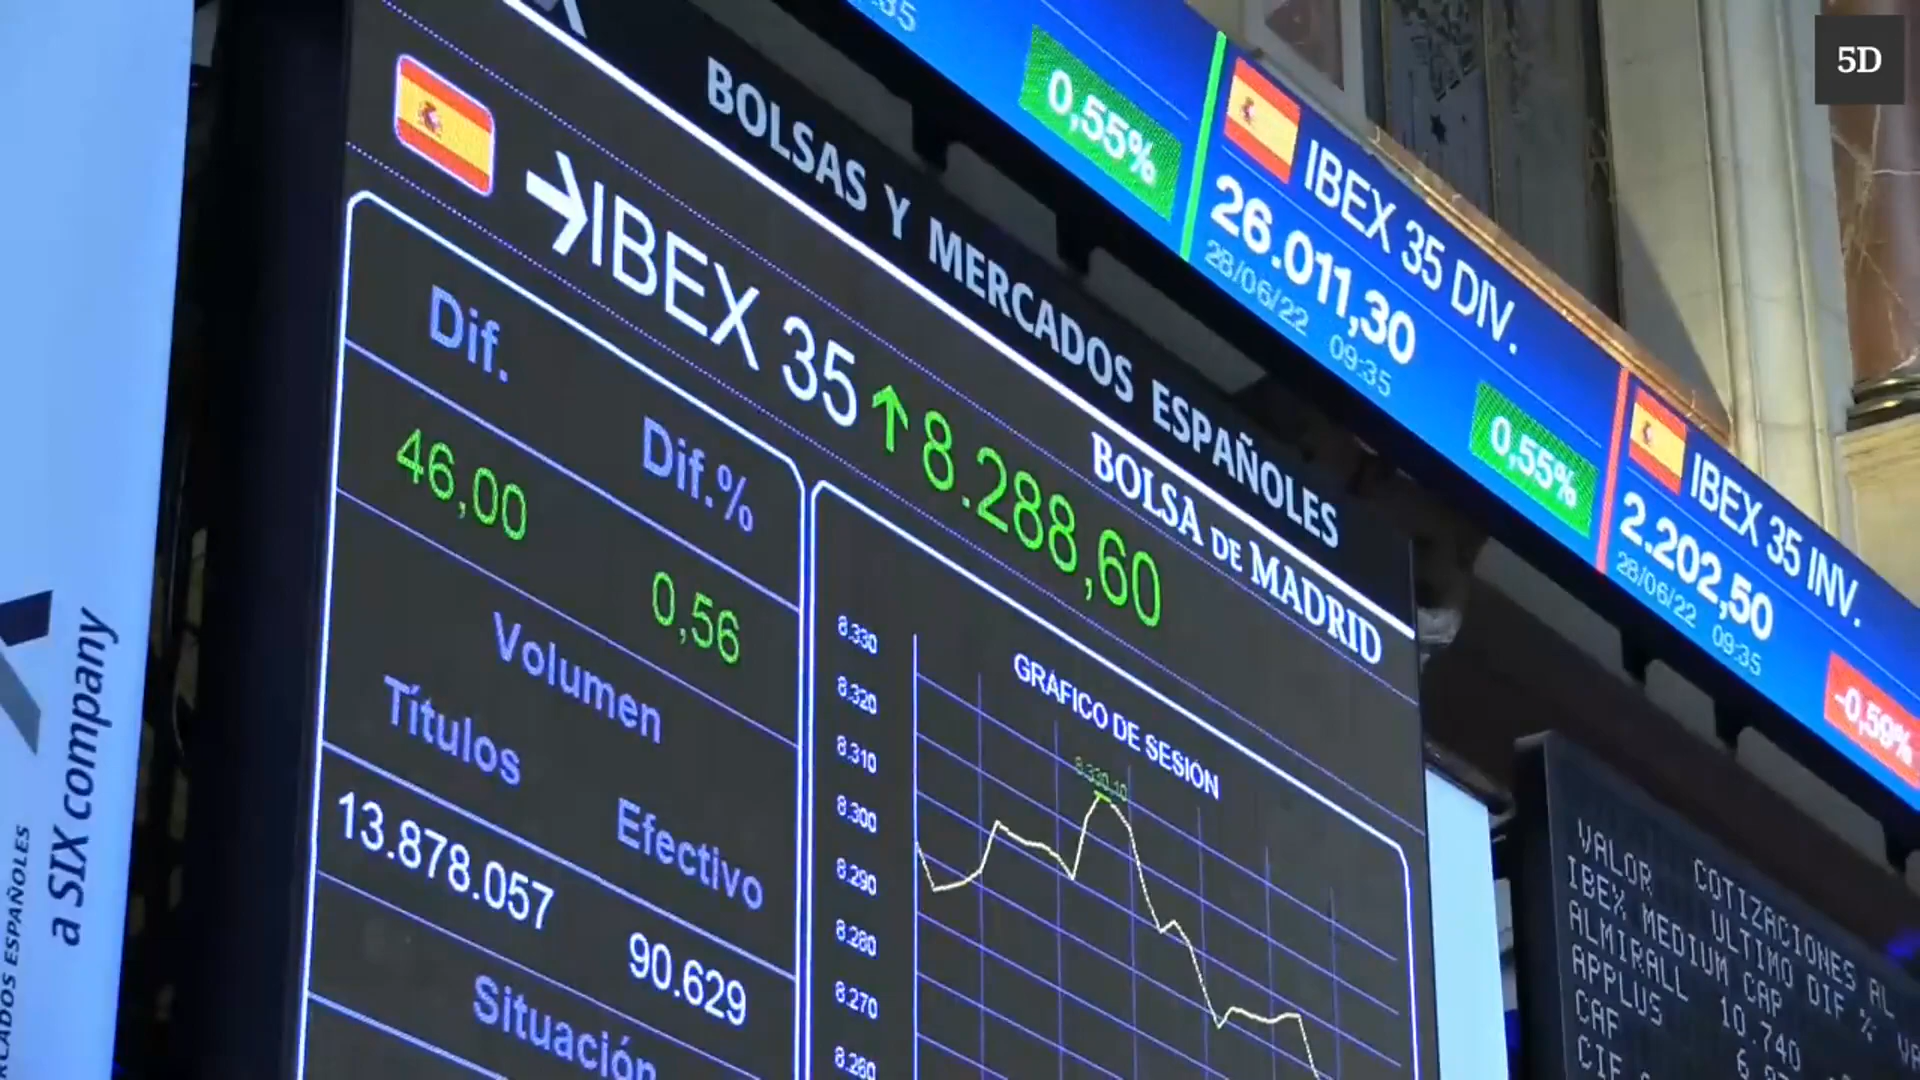 5D
BOLSAS Y MERCADOS ESPAÑOLES
BOLSA DE MADRID
→IBEX 35 ↑8.288,60
Dif.
Dif.%
46,00
0,56
Volumen
Títulos
Efectivo
13.878.057
90.629
Situación
GRÁFICO DE SESIÓN
8.330,10
8.330
8.320
8.310
8.300
8.290
8.280
8.270
8.260
0,55%
IBEX 35 DIV.
26.011,30
28/06/22 09:35
0,55%
IBEX 35 INV.
2.202,50
28/06/22 09:35
-0,59%
COTIZACIONES AL
VALOR ULTIMO DIF %
IBEX MEDIUM CAP
ALMIRALL 10.740
APPLUS
CAF
a SIX company